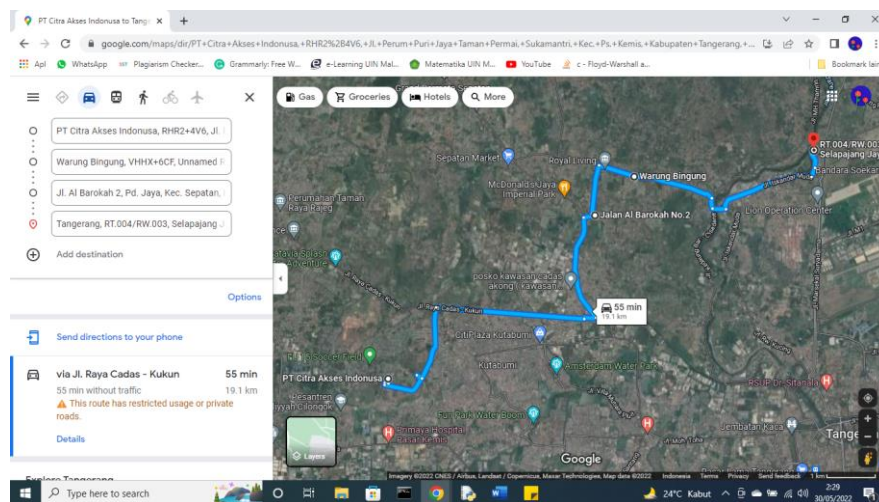 PT Citra Akses Indonusa to Tang
google.com/maps/dir/PT+Citra+Akses+Indonusa,+RHR2%2B4V6,+Jl.+Perum+Puri+Jaya+Taman+Permai,+Sukamantri,+Kec.+Ps.+Kemis,+Kabupaten+Tangerang,+...
Apl WhatsApp Plagiarism Checker... Grammarly: Free W... e-Learning UIN Mal... Matematika UIN M... YouTube c - Floyd-Warshall a... Bookmark lain
PT Citra Akses Indonusa, RHR2+4V6, Jl.
Warung Bingung, VHHX+6CF, Unnamed R
Jl. Al Barokah 2, Pd. Jaya, Kec. Sepatan,
Tangerang, RT.004/RW.003, Selapajang J
Add destination
Options
Send directions to your phone
via Jl. Raya Cadas - Kukun 55 min
55 min without traffic 19.1 km
This route has restricted usage or private
roads.
Details
Explore Tangerang
Gas Groceries Hotels More
Sepatan Market
Royal Living
Warung Bingung
RT.004/RW.003
Selapajang Jay
Bandara Soekar
McDonald's Jaya
Imperial Park
Perumahan Taman
Raya Rajeg
Jalan Al Barokah No.2
Lion Operation Center
Adventure
posko kawasan cadas
akong ( kawasan...
55 min
19.1 km
Jl. Raya Cadas - Kukun
CitiPlaza Kutabumi
Kutabumi
Amsterdam Water Park
PT Citra Akses Indonusa
Pesantren
Fun Park Water Boom
Primaya Hospital
Pasar Kemis
Jembatan Kaca
RSUP Dr. Sitanala
Tange
Layers
Google
Imagery ©2022 CNES / Airbus, Landsat / Copernicus, Maxar Technologies, Map data ©2022 Indonesia Terms Privacy Send feedback 1 km
Type here to search
24°C Kabut
2:29
30/05/2022